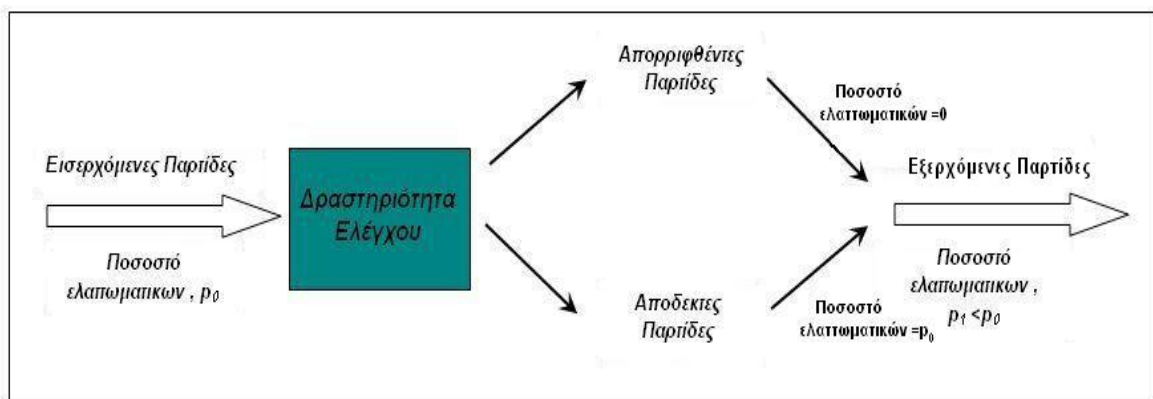 Εισερχόμενες Παρτίδες
Ποσοστό
ελαπωματικων , p0
Δραστηριότητα
Ελέγχου
Απορριφθέντες
Παρτίδες
Ποσοστό
ελαττωματικών =0
Αποδεκτες
Παρτίδες
Ποσοστό
ελαττωματικών =p0
Εξερχόμενες Παρτίδες
Ποσοστό
ελαπωματικων ,
p1 <p0